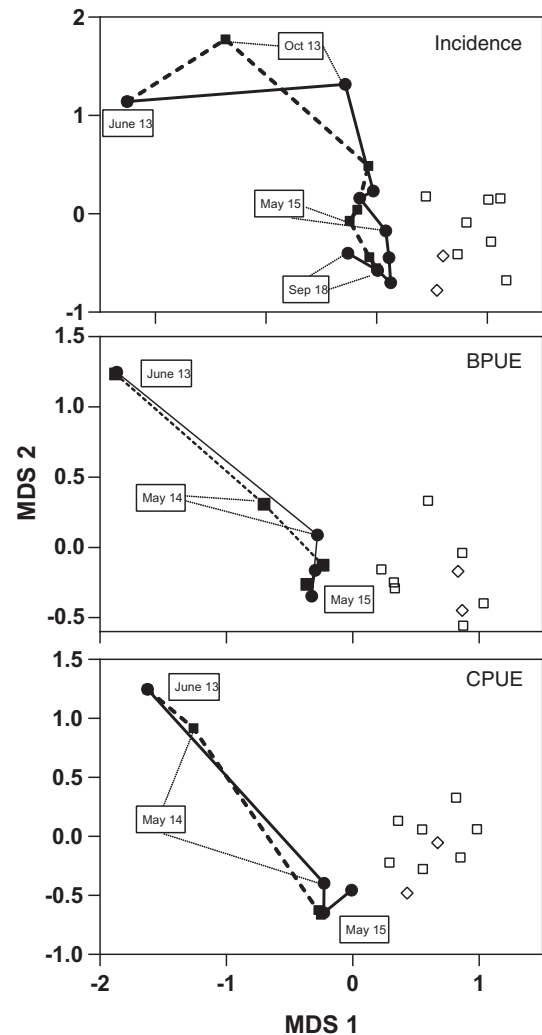 2
Incidence
Oct 13
1
June 13
May 15
0
Sep 18
-1
1.5
BPUE
June 13
1.0
0.5
May 14
MDS 2
0.0
May 15
-0.5
1.5
CPUE
June 13
1.0
0.5
May 14
0.0
-0.5
May 15
-1.0
-2 -1 0 1
MDS 1